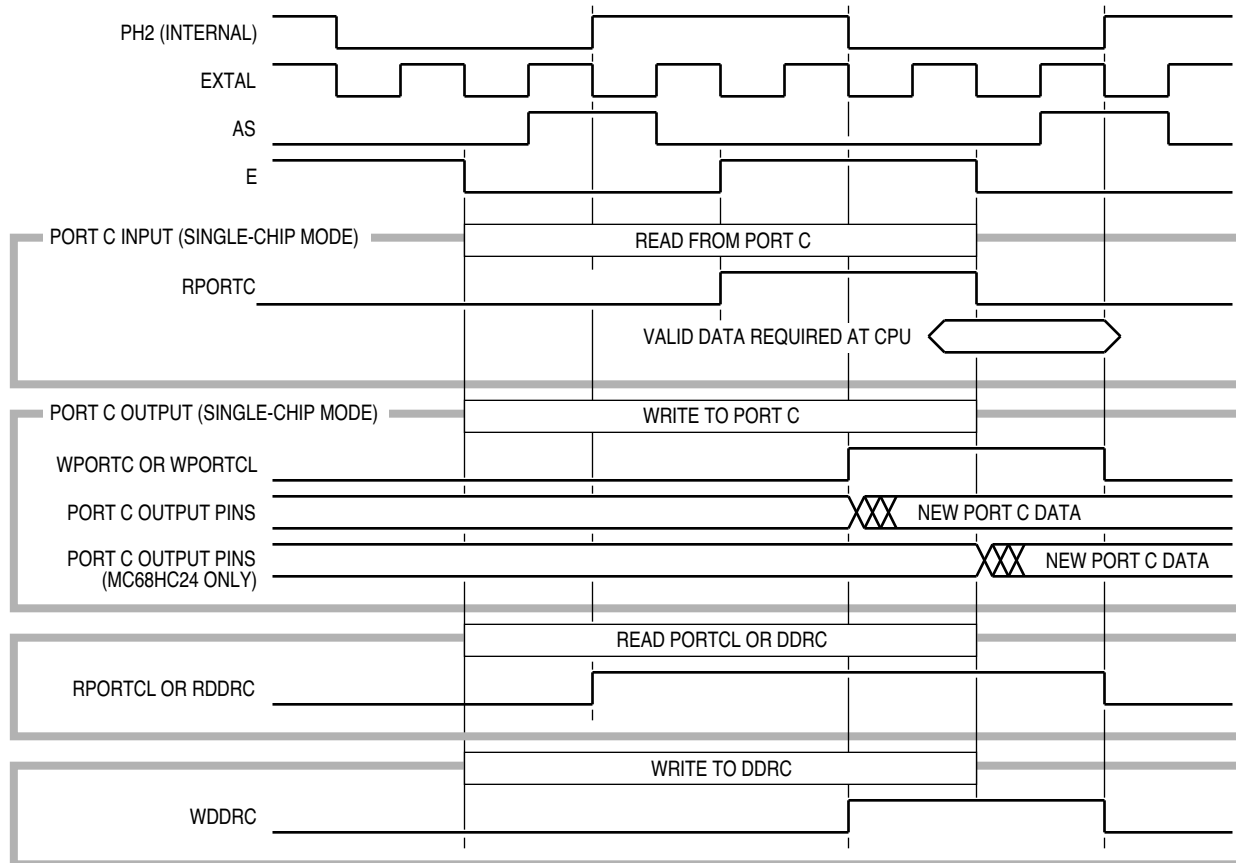 PH2 (INTERNAL)
EXTAL
AS
E
PORT C INPUT (SINGLE-CHIP MODE)
READ FROM PORT C
RPORTC
VALID DATA REQUIRED AT CPU
PORT C OUTPUT (SINGLE-CHIP MODE)
WRITE TO PORT C
WPORTC OR WPORTCL
PORT C OUTPUT PINS
NEW PORT C DATA
PORT C OUTPUT PINS
(MC68HC24 ONLY)
NEW PORT C DATA
READ PORTCL OR DDRC
RPORTCL OR RDDRC
WRITE TO DDRC
WDDRC